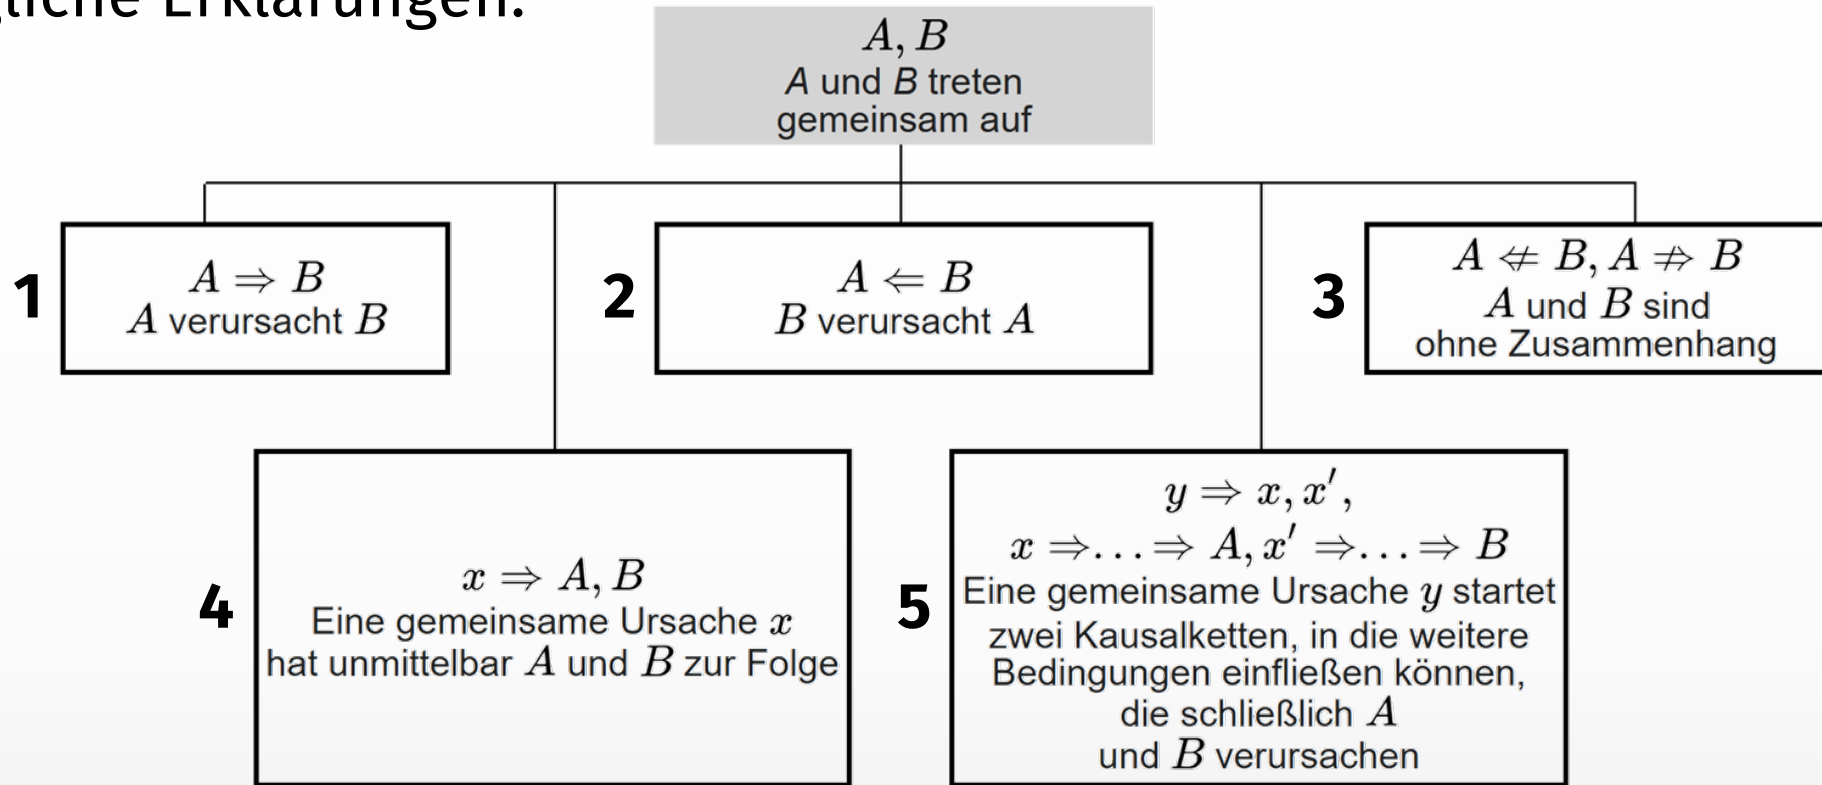 gliche Erklärungen:
A, B
A und B treten
gemeinsam auf
1
A ⇒ B
A verursacht B
2
A ⇐ B
B verursacht A
3
A ⇍ B, A ⇏ B
A und B sind
ohne Zusammenhang
4
x ⇒ A, B
Eine gemeinsame Ursache x
hat unmittelbar A und B zur Folge
5
y ⇒ x, x′,
x ⇒…⇒ A, x′ ⇒…⇒ B
Eine gemeinsame Ursache y startet
zwei Kausalketten, in die weitere
Bedingungen einfließen können,
die schließlich A
und B verursachen